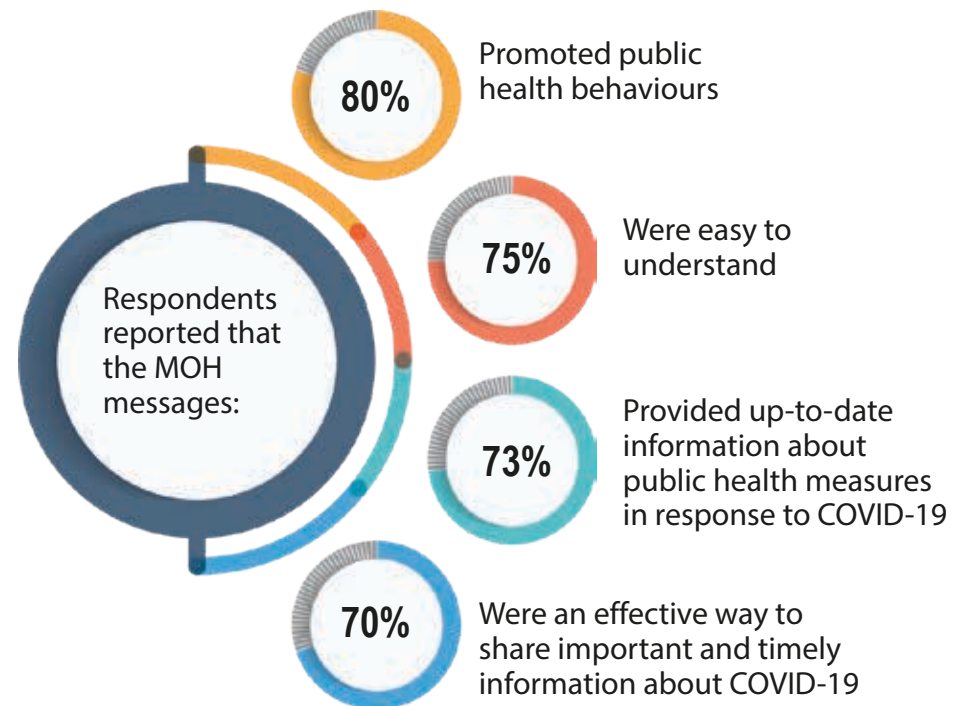 Respondents
reported that
the MOH
messages:
80%
Promoted public
health behaviours
75%
Were easy to
understand
73%
Provided up-to-date
information about
public health measures
in response to COVID-19
70%
Were an effective way to
share important and timely
information about COVID-19